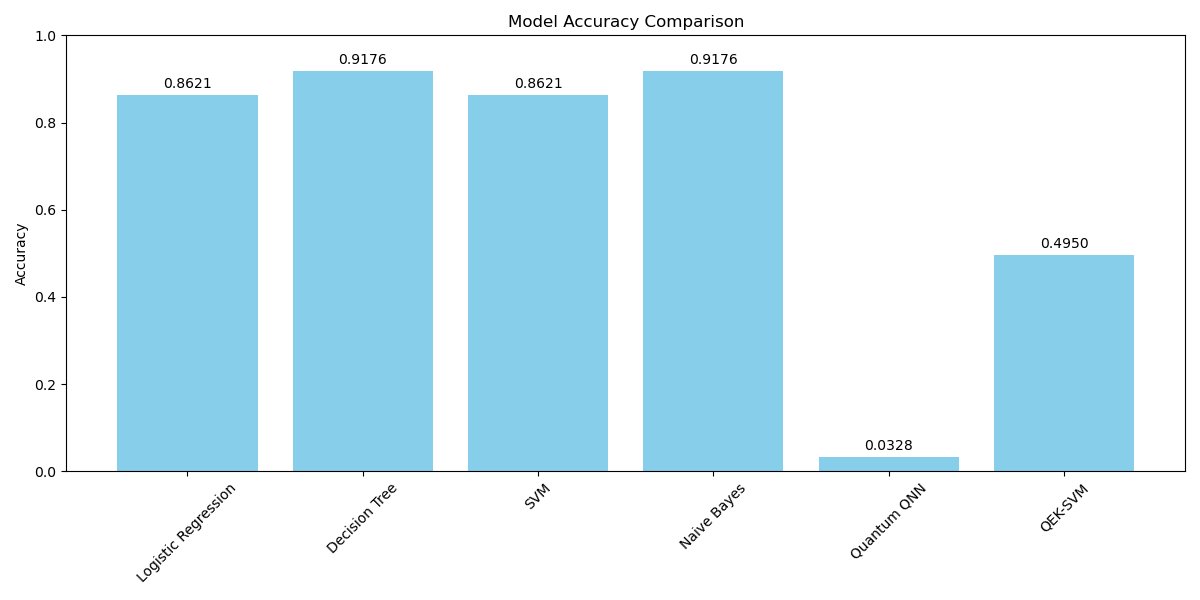 Model Accuracy Comparison
1.0
0.8
0.6
0.4
0.2
0.0
Accuracy
0.8621
0.9176
0.8621
0.9176
0.0328
0.4950
Logistic Regression
Decision Tree
SVM
Naive Bayes
Quantum QNN
QEK-SVM